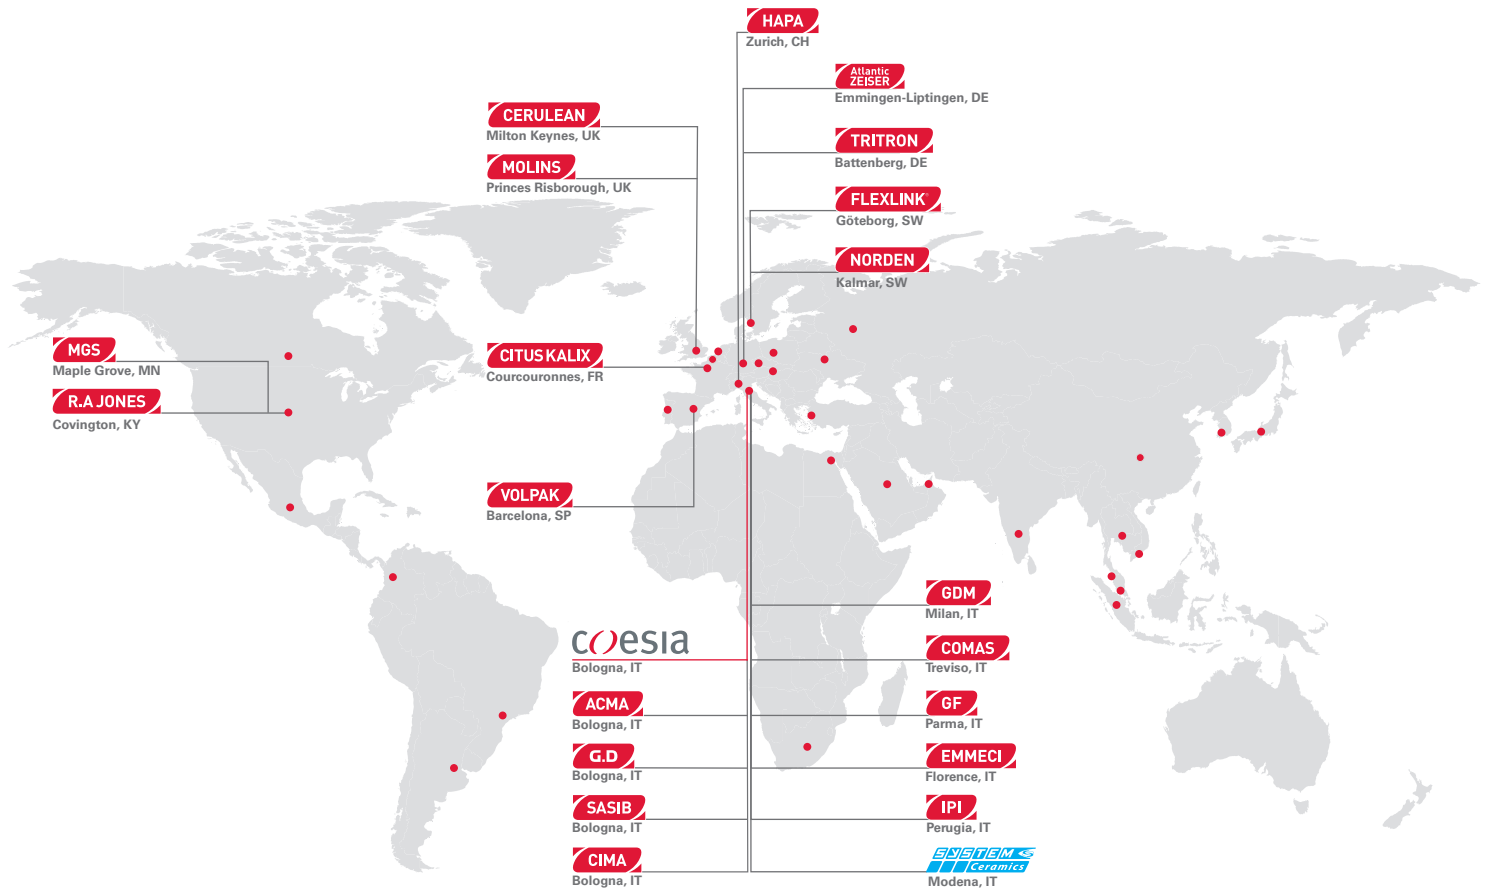 HAPA
Zurich, CH
Atlantic
ZEISER
Emmingen-Liptingen, DE
CERULEAN
Milton Keynes, UK
TRITRON
Battenberg, DE
MOLINS
Princes Risborough, UK
FLEXLINK®
Göteborg, SW
NORDEN
Kalmar, SW
MGS
Maple Grove, MN
CITUS KALIX
Courcouronnes, FR
R.A JONES
Covington, KY
VOLPAK
Barcelona, SP
GDM
Milan, IT
coesia
Bologna, IT
COMAS
Treviso, IT
ACMA
Bologna, IT
GF
Parma, IT
G.D
Bologna, IT
EMMECI
Florence, IT
SASIB
Bologna, IT
IPI
Perugia, IT
CIMA
Bologna, IT
SYSTEM
Ceramics
Modena, IT